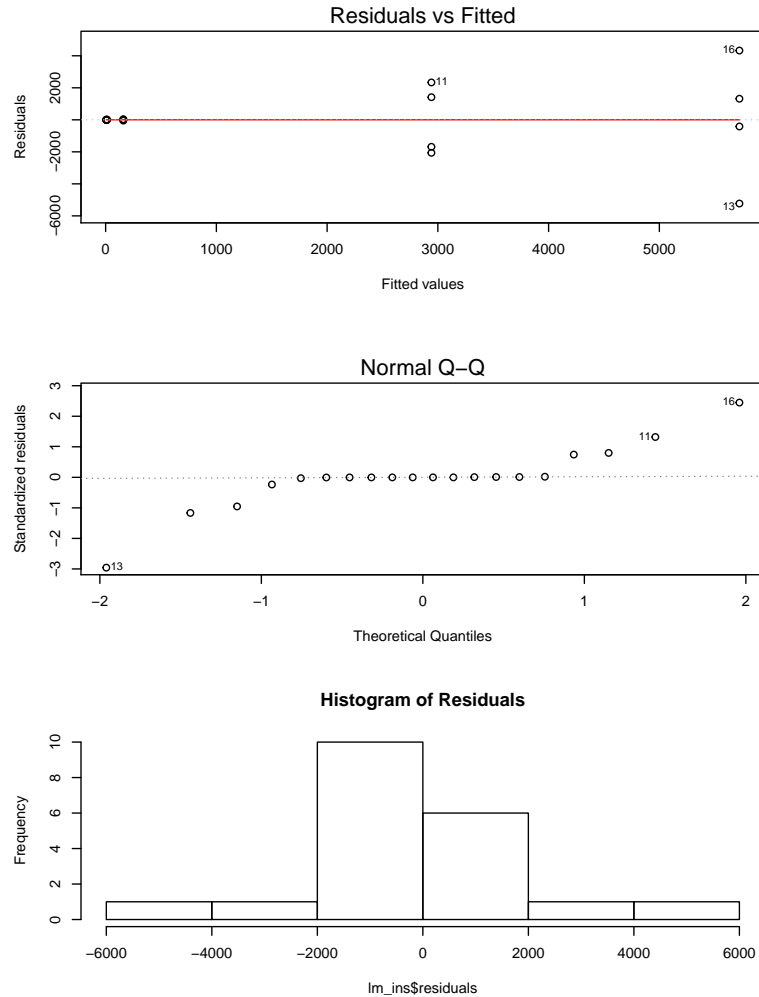 Residuals vs Fitted
Residuals
2000
−2000
−6000
16
11
13
0 1000 2000 3000 4000 5000
Fitted values
Normal Q−Q
Standardized residuals
3
2
1
0
−1
−2
−3
16
11
13
−2 −1 0 1 2
Theoretical Quantiles
Histogram of Residuals
Frequency
10
8
6
4
2
0
−6000 −4000 −2000 0 2000 4000 6000
lm_ins$residuals